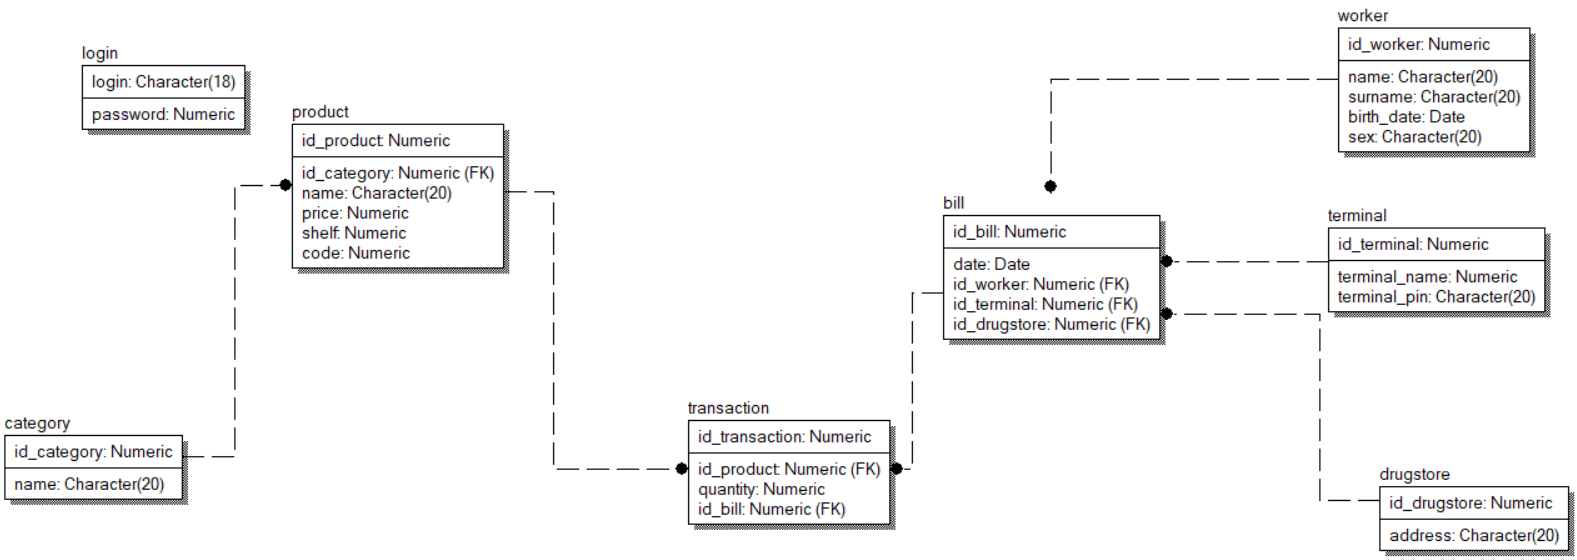 login
login: Character(18)
password: Numeric
product
id_product: Numeric
id_category: Numeric (FK)
name: Character(20)
price: Numeric
shelf: Numeric
code: Numeric
category
id_category: Numeric
name: Character(20)
transaction
id_transaction: Numeric
id_product: Numeric (FK)
quantity: Numeric
id_bill: Numeric (FK)
bill
id_bill: Numeric
date: Date
id_worker: Numeric (FK)
id_terminal: Numeric (FK)
id_drugstore: Numeric (FK)
worker
id_worker: Numeric
name: Character(20)
surname: Character(20)
birth_date: Date
sex: Character(20)
terminal
id_terminal: Numeric
terminal_name: Numeric
terminal_pin: Character(20)
drugstore
id_drugstore: Numeric
address: Character(20)